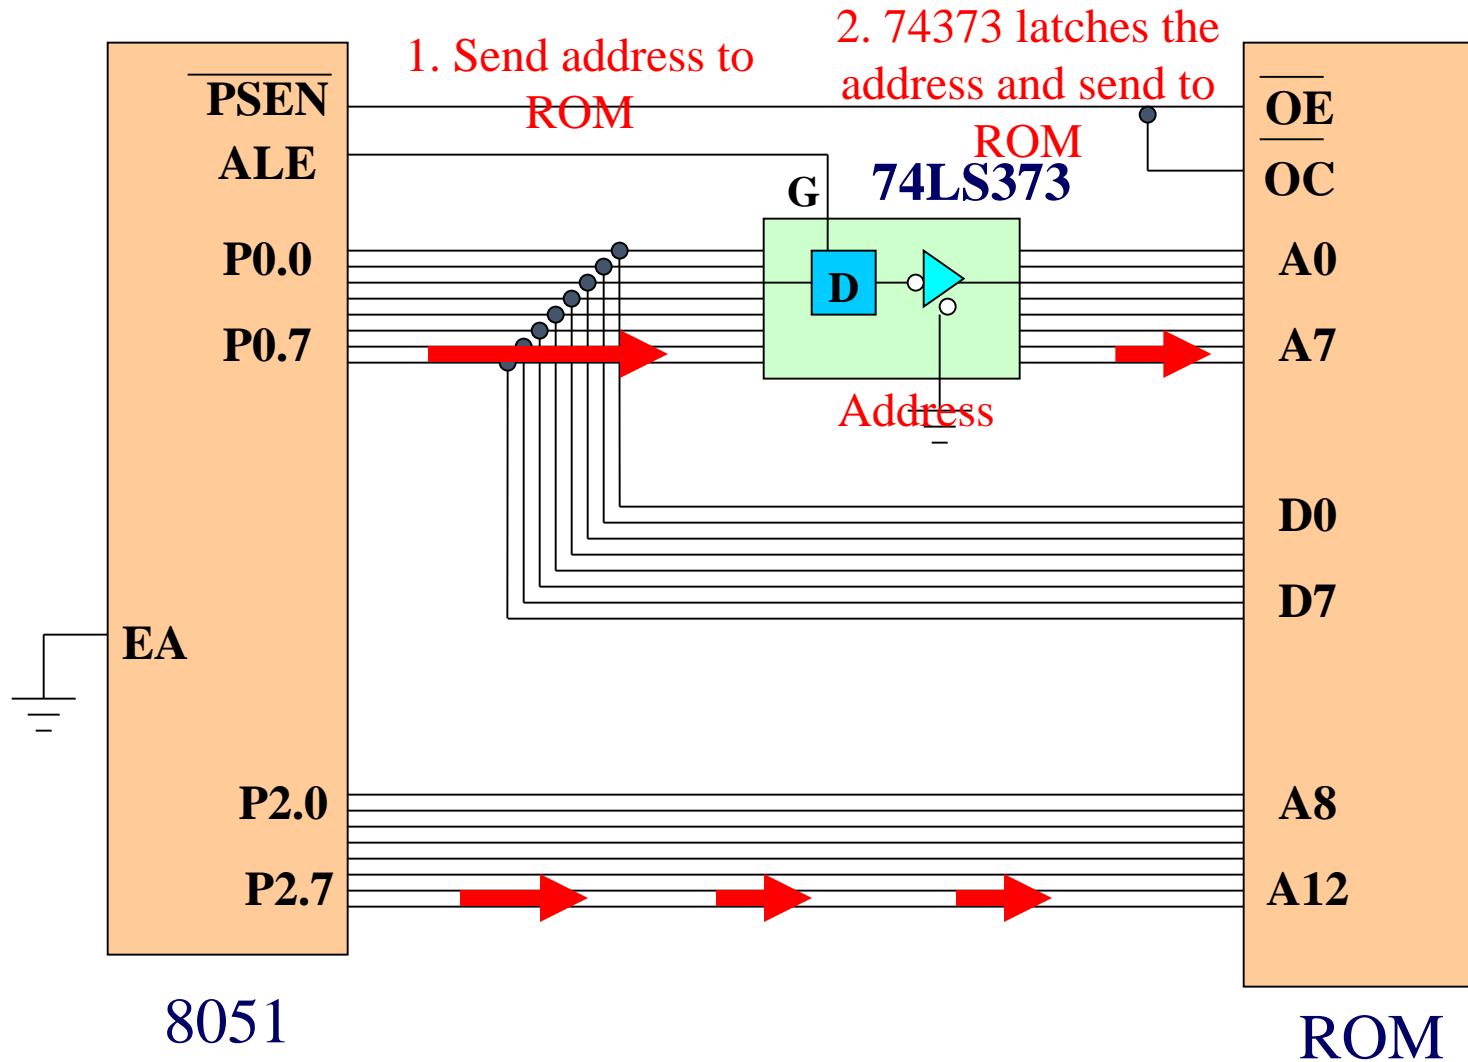 1. Send address to
ROM
2. 74373 latches the
address and send to
ROM
PSEN
ALE
P0.0
P0.7
EA
P2.0
P2.7
8051
G
74LS373
D
Address
OE
OC
A0
A7
D0
D7
A8
A12
ROM